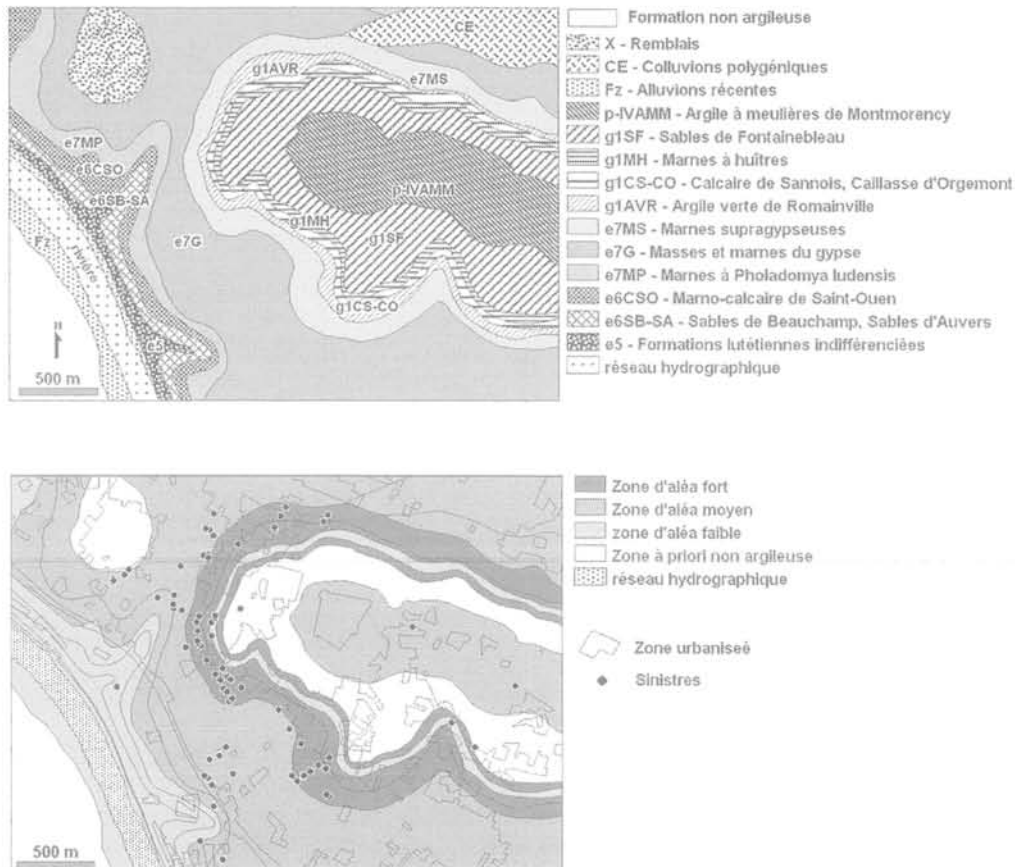 CE
g1AVR
e7MS
e7MP
e6CSO
e6SB-SA
p-IVAMM
g1MH
g1SF
e7G
Fz
rivière
g1CS-CO
e5
N
500 m
Formation non argileuse
X - Remblais
CE - Colluvions polygéniques
Fz - Alluvions récentes
p-IVAMM - Argile à meulières de Montmorency
g1SF - Sables de Fontainebleau
g1MH - Marnes à huîtres
g1CS-CO - Calcaire de Sannois, Caillasse d'Orgemont
g1AVR - Argile verte de Romainville
e7MS - Marnes supragypseuses
e7G - Masses et marnes du gypse
e7MP - Marnes à Pholadomya ludensis
e6CSO - Marno-calcaire de Saint-Ouen
e6SB-SA - Sables de Beauchamp, Sables d'Auvers
e5 - Formations lutétiennes indifférenciées
réseau hydrographique
500 m
Zone d'aléa fort
Zone d'aléa moyen
zone d'aléa faible
Zone à priori non argileuse
réseau hydrographique
Zone urbaniseé
Sinistres